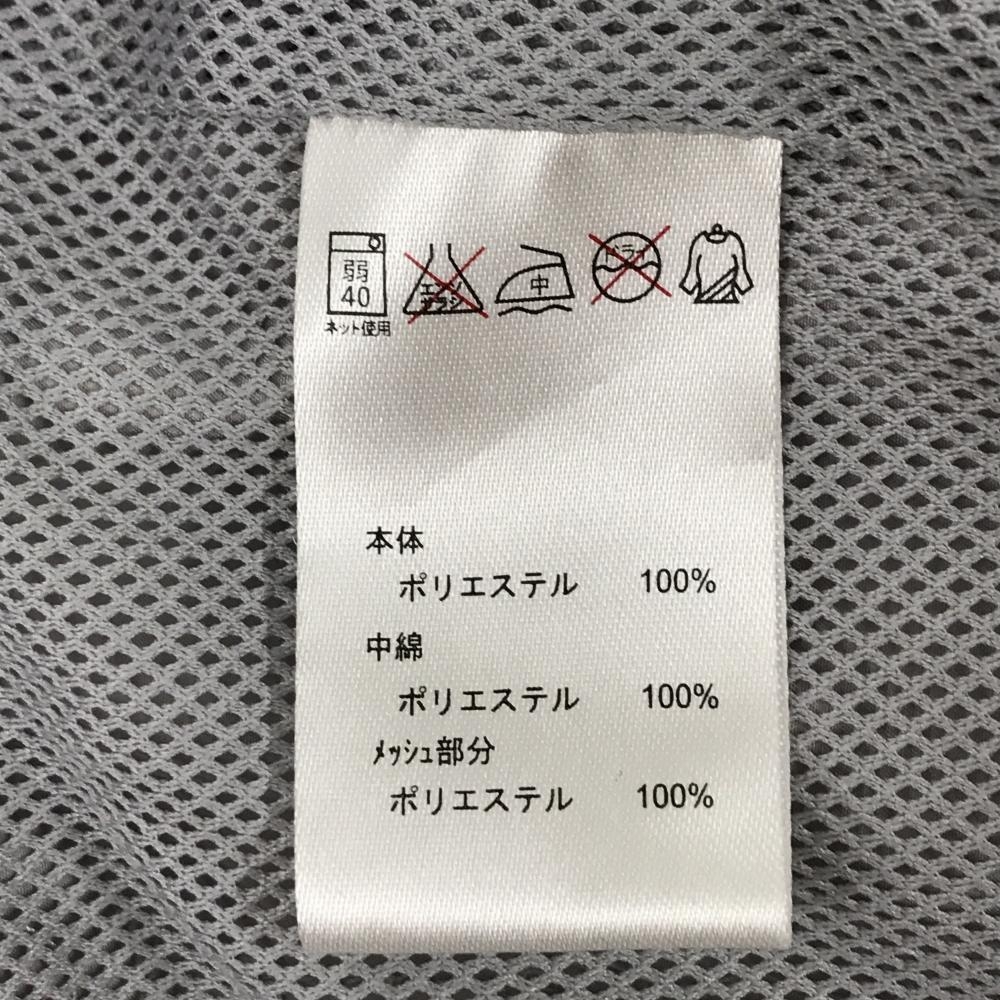 弱
40
ネット使用
エンソ
サラシ
中
ドライ
本体
ポリエステル 100%
中綿
ポリエステル 100%
ﾒｯｼｭ部分
ポリエステル 100%